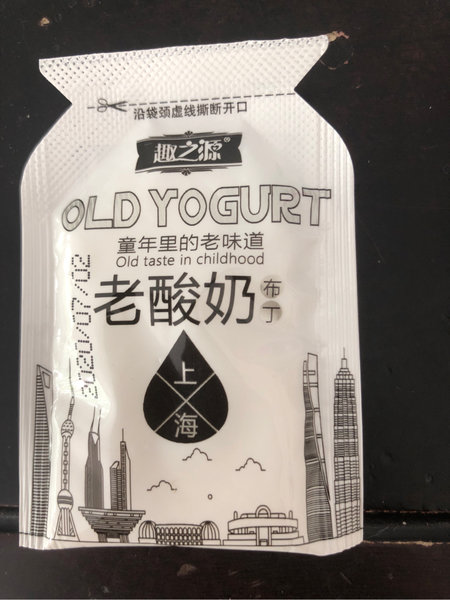 沿袋颈虚线撕断开口
趣之源®
OLD YOGURT
童年里的老味道
Old taste in childhood
老酸奶布丁
上海
2020/07/02